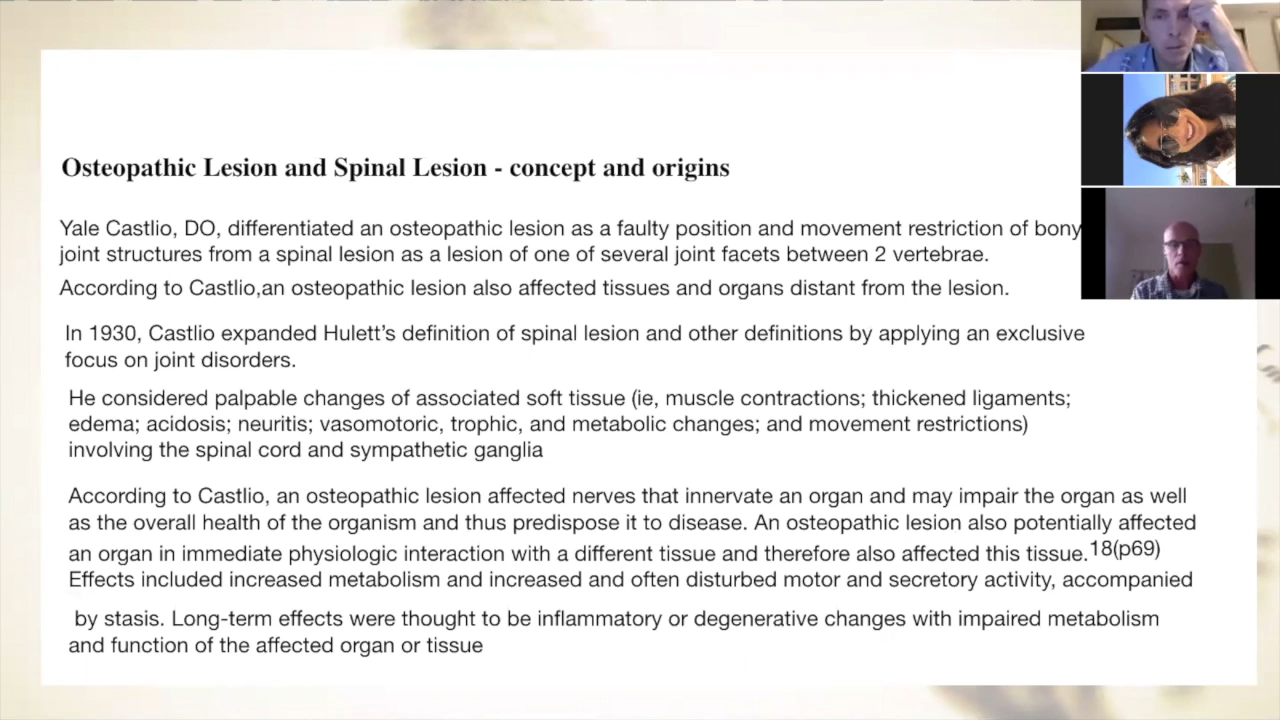 Osteopathic Lesion and Spinal Lesion - concept and origins
Yale Castlio, DO, differentiated an osteopathic lesion as a faulty position and movement restriction of bony
joint structures from a spinal lesion as a lesion of one of several joint facets between 2 vertebrae.
According to Castlio,an osteopathic lesion also affected tissues and organs distant from the lesion.
In 1930, Castlio expanded Hulett’s definition of spinal lesion and other definitions by applying an exclusive
focus on joint disorders.
He considered palpable changes of associated soft tissue (ie, muscle contractions; thickened ligaments;
edema; acidosis; neuritis; vasomotoric, trophic, and metabolic changes; and movement restrictions)
involving the spinal cord and sympathetic ganglia
According to Castlio, an osteopathic lesion affected nerves that innervate an organ and may impair the organ as well
as the overall health of the organism and thus predispose it to disease. An osteopathic lesion also potentially affected
an organ in immediate physiologic interaction with a different tissue and therefore also affected this tissue.18(p69)
Effects included increased metabolism and increased and often disturbed motor and secretory activity, accompanied
by stasis. Long-term effects were thought to be inflammatory or degenerative changes with impaired metabolism
and function of the affected organ or tissue